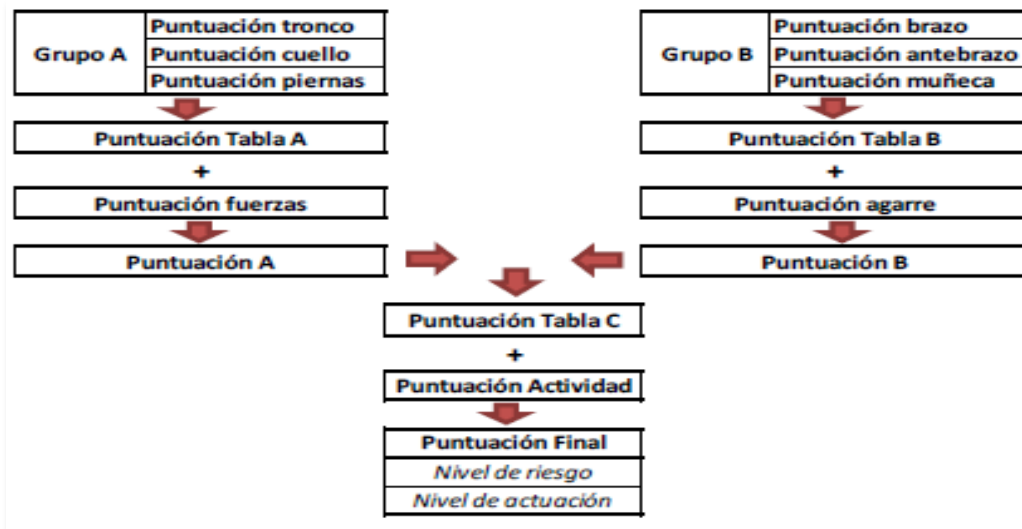 Grupo A
Puntuación tronco
Puntuación cuello
Puntuación piernas
Grupo B
Puntuación brazo
Puntuación antebrazo
Puntuación muñeca
Puntuación Tabla A
+
Puntuación fuerzas
Puntuación A
Puntuación Tabla B
+
Puntuación agarre
Puntuación B
Puntuación Tabla C
+
Puntuación Actividad
Puntuación Final
Nivel de riesgo
Nivel de actuación